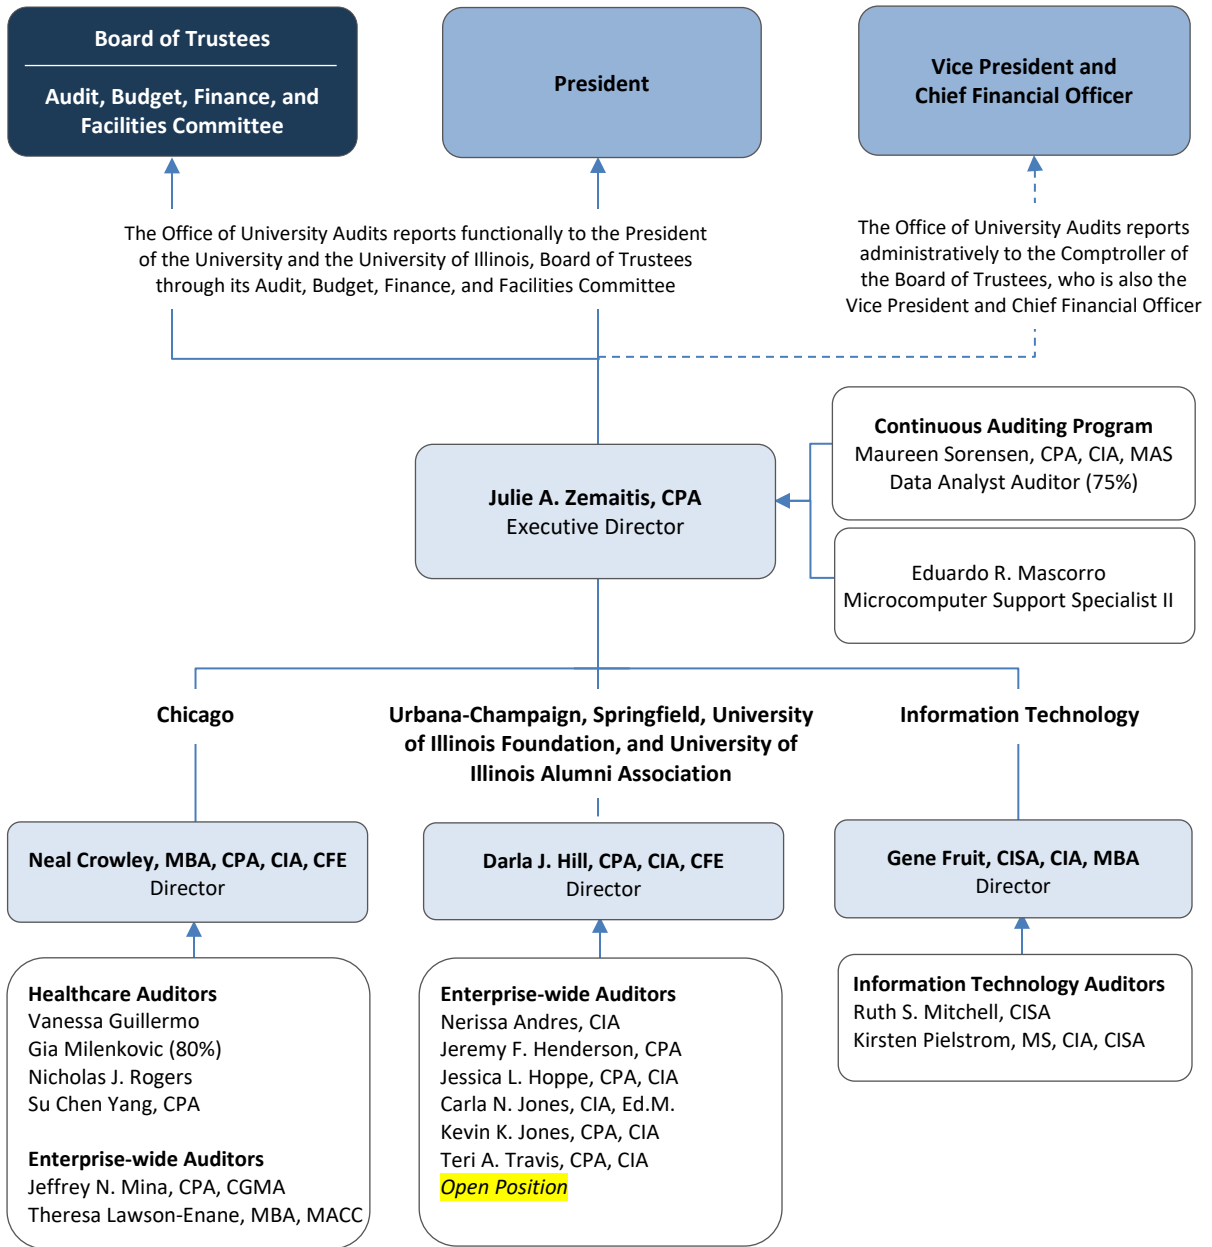 Board of Trustees
Audit, Budget, Finance, and
Facilities Committee
President
Vice President and
Chief Financial Officer
The Office of University Audits reports functionally to the President
of the University and the University of Illinois, Board of Trustees
through its Audit, Budget, Finance, and Facilities Committee
The Office of University Audits reports
administratively to the Comptroller of
the Board of Trustees, who is also the
Vice President and Chief Financial Officer
Continuous Auditing Program
Maureen Sorensen, CPA, CIA, MAS
Data Analyst Auditor (75%)
Julie A. Zemaitis, CPA
Executive Director
Eduardo R. Mascorro
Microcomputer Support Specialist II
Chicago
Urbana-Champaign, Springfield, University
of Illinois Foundation, and University of
Illinois Alumni Association
Information Technology
Neal Crowley, MBA, CPA, CIA, CFE
Director
Darla J. Hill, CPA, CIA, CFE
Director
Gene Fruit, CISA, CIA, MBA
Director
Healthcare Auditors
Vanessa Guillermo
Gia Milenkovic (80%)
Nicholas J. Rogers
Su Chen Yang, CPA
Enterprise-wide Auditors
Jeffrey N. Mina, CPA, CGMA
Theresa Lawson-Enane, MBA, MACC
Enterprise-wide Auditors
Nerissa Andres, CIA
Jeremy F. Henderson, CPA
Jessica L. Hoppe, CPA, CIA
Carla N. Jones, CIA, Ed.M.
Kevin K. Jones, CPA, CIA
Teri A. Travis, CPA, CIA
Open Position
Information Technology Auditors
Ruth S. Mitchell, CISA
Kirsten Pielstrom, MS, CIA, CISA